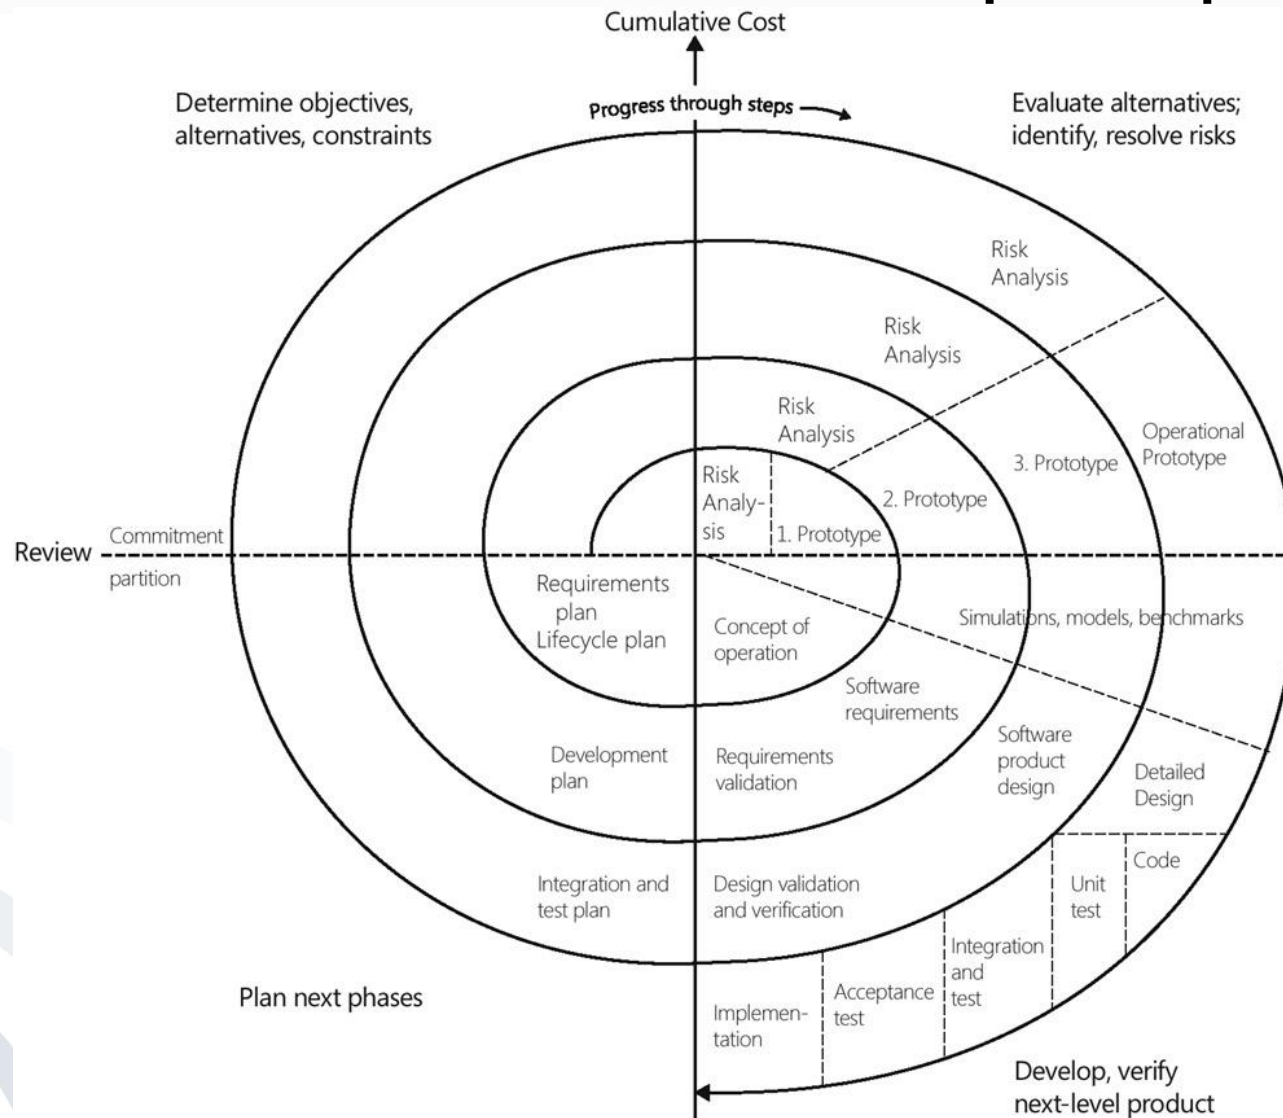 Cumulative Cost
Progress through steps
Determine objectives,
alternatives, constraints
Evaluate alternatives;
identify, resolve risks
Risk
Analysis
Risk
Analysis
Risk
Analysis
Risk
Analy-
sis
1. Prototype
2. Prototype
3. Prototype
Operational
Prototype
Review
Commitment
partition
Requirements
plan
Lifecycle plan
Concept of
operation
Simulations, models, benchmarks
Software
requirements
Development
plan
Requirements
validation
Software
product
design
Detailed
Design
Code
Unit
test
Integration and
test plan
Design validation
and verification
Integration
and
test
Acceptance
test
Implemen-
tation
Plan next phases
Develop, verify
next-level product